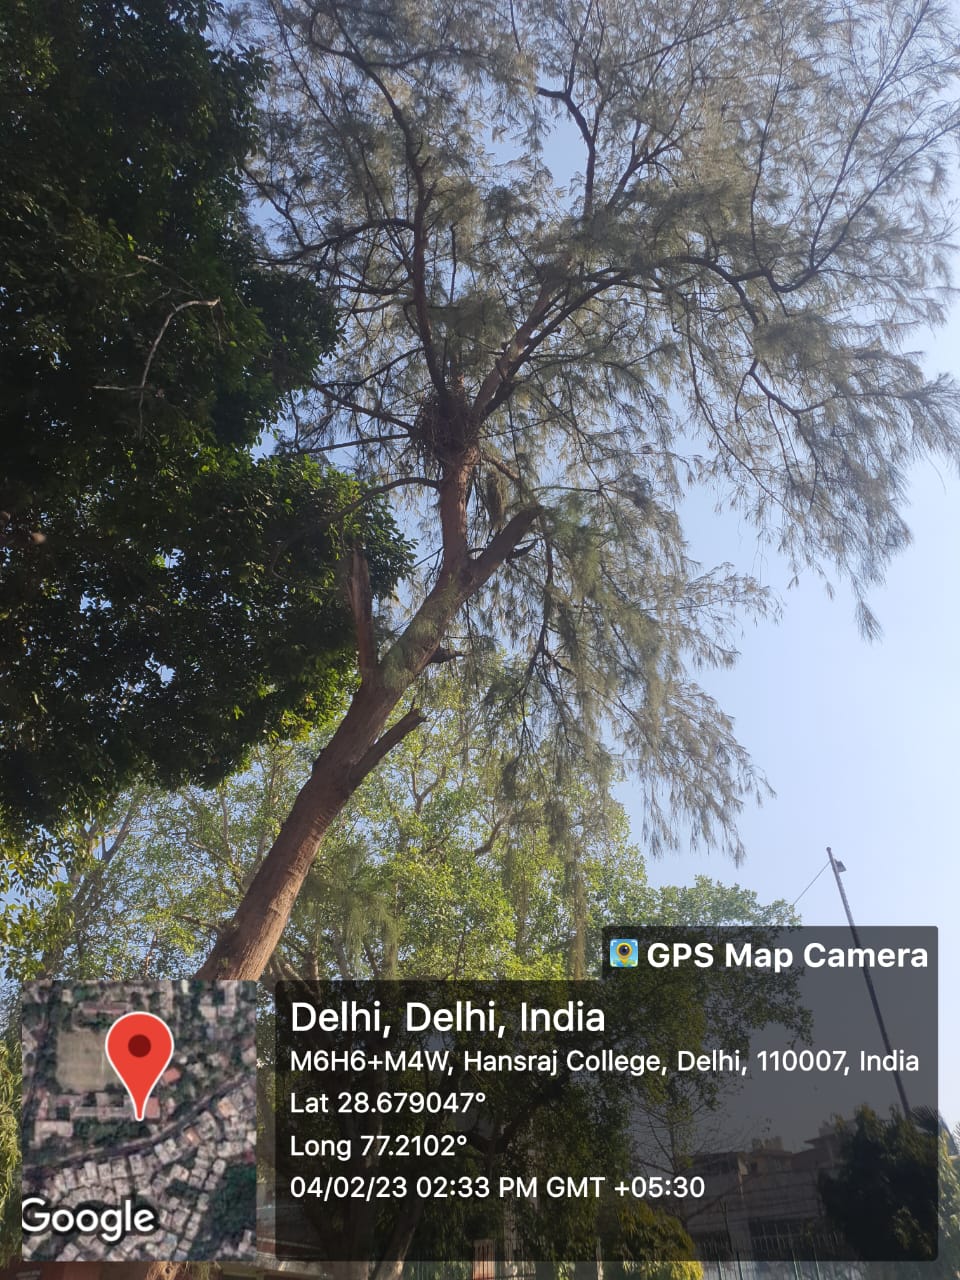 GPS Map Camera
Delhi, Delhi, India
M6H6+M4W, Hansraj College, Delhi, 110007, India
Lat 28.679047°
Long 77.2102°
04/02/23 02:33 PM GMT +05:30
Google